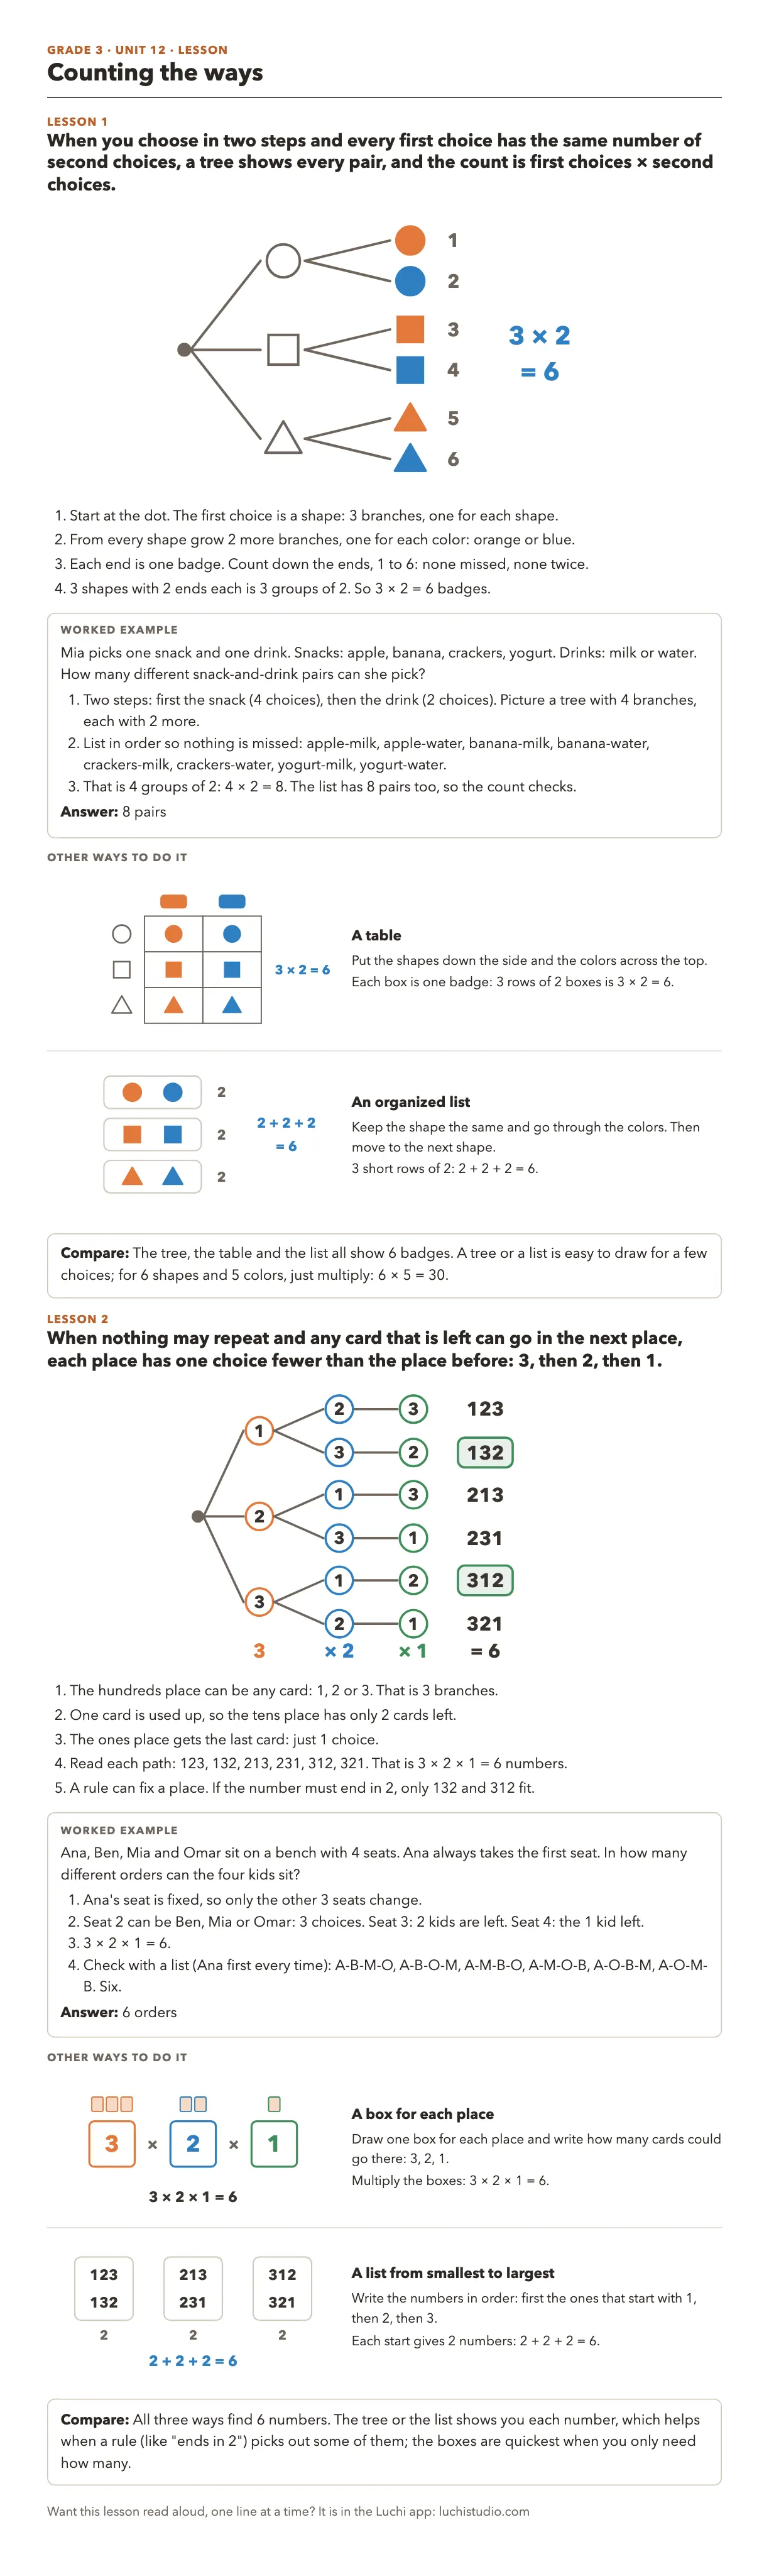 GRADE 3 · UNIT 12 · LESSON
Counting the ways
LESSON 1
When you choose in two steps and every first choice has the same number of
second choices, a tree shows every pair, and the count is first choices × second
choices.
1
2
3
4
5
6
3 × 2
= 6
1. Start at the dot. The first choice is a shape: 3 branches, one for each shape.
2. From every shape grow 2 more branches, one for each color: orange or blue.
3. Each end is one badge. Count down the ends, 1 to 6: none missed, none twice.
4. 3 shapes with 2 ends each is 3 groups of 2. So 3 × 2 = 6 badges.
WORKED EXAMPLE
Mia picks one snack and one drink. Snacks: apple, banana, crackers, yogurt. Drinks: milk or water.
How many different snack-and-drink pairs can she pick?
1. Two steps: first the snack (4 choices), then the drink (2 choices). Picture a tree with 4 branches,
each with 2 more.
2. List in order so nothing is missed: apple-milk, apple-water, banana-milk, banana-water,
crackers-milk, crackers-water, yogurt-milk, yogurt-water.
3. That is 4 groups of 2: 4 × 2 = 8. The list has 8 pairs too, so the count checks.
Answer: 8 pairs
OTHER WAYS TO DO IT
3 × 2 = 6
A table
Put the shapes down the side and the colors across the top.
Each box is one badge: 3 rows of 2 boxes is 3 × 2 = 6.
2
2
2
2 + 2 + 2
= 6
An organized list
Keep the shape the same and go through the colors. Then
move to the next shape.
3 short rows of 2: 2 + 2 + 2 = 6.
Compare: The tree, the table and the list all show 6 badges. A tree or a list is easy to draw for a few
choices; for 6 shapes and 5 colors, just multiply: 6 × 5 = 30.
LESSON 2
When nothing may repeat and any card that is left can go in the next place,
each place has one choice fewer than the place before: 3, then 2, then 1.
1 2 3 123
3 2 132
2 1 3 213
3 1 231
3 1 2 312
2 1 321
3 × 2 × 1 = 6
1. The hundreds place can be any card: 1, 2 or 3. That is 3 branches.
2. One card is used up, so the tens place has only 2 cards left.
3. The ones place gets the last card: just 1 choice.
4. Read each path: 123, 132, 213, 231, 312, 321. That is 3 × 2 × 1 = 6 numbers.
5. A rule can fix a place. If the number must end in 2, only 132 and 312 fit.
WORKED EXAMPLE
Ana, Ben, Mia and Omar sit on a bench with 4 seats. Ana always takes the first seat. In how many
different orders can the four kids sit?
1. Ana's seat is fixed, so only the other 3 seats change.
2. Seat 2 can be Ben, Mia or Omar: 3 choices. Seat 3: 2 kids are left. Seat 4: the 1 kid left.
3. 3 × 2 × 1 = 6.
4. Check with a list (Ana first every time): A-B-M-O, A-B-O-M, A-M-B-O, A-M-O-B, A-O-B-M, A-O-M-
B. Six.
Answer: 6 orders
OTHER WAYS TO DO IT
3 × 2 × 1
3 × 2 × 1 = 6
A box for each place
Draw one box for each place and write how many cards could
go there: 3, 2, 1.
Multiply the boxes: 3 × 2 × 1 = 6.
123 213 312
132 231 321
2 2 2
2 + 2 + 2 = 6
A list from smallest to largest
Write the numbers in order: first the ones that start with 1,
then 2, then 3.
Each start gives 2 numbers: 2 + 2 + 2 = 6.
Compare: All three ways find 6 numbers. The tree or the list shows you each number, which helps
when a rule (like "ends in 2") picks out some of them; the boxes are quickest when you only need
how many.
Want this lesson read aloud, one line at a time? It is in the Luchi app: luchistudio.com